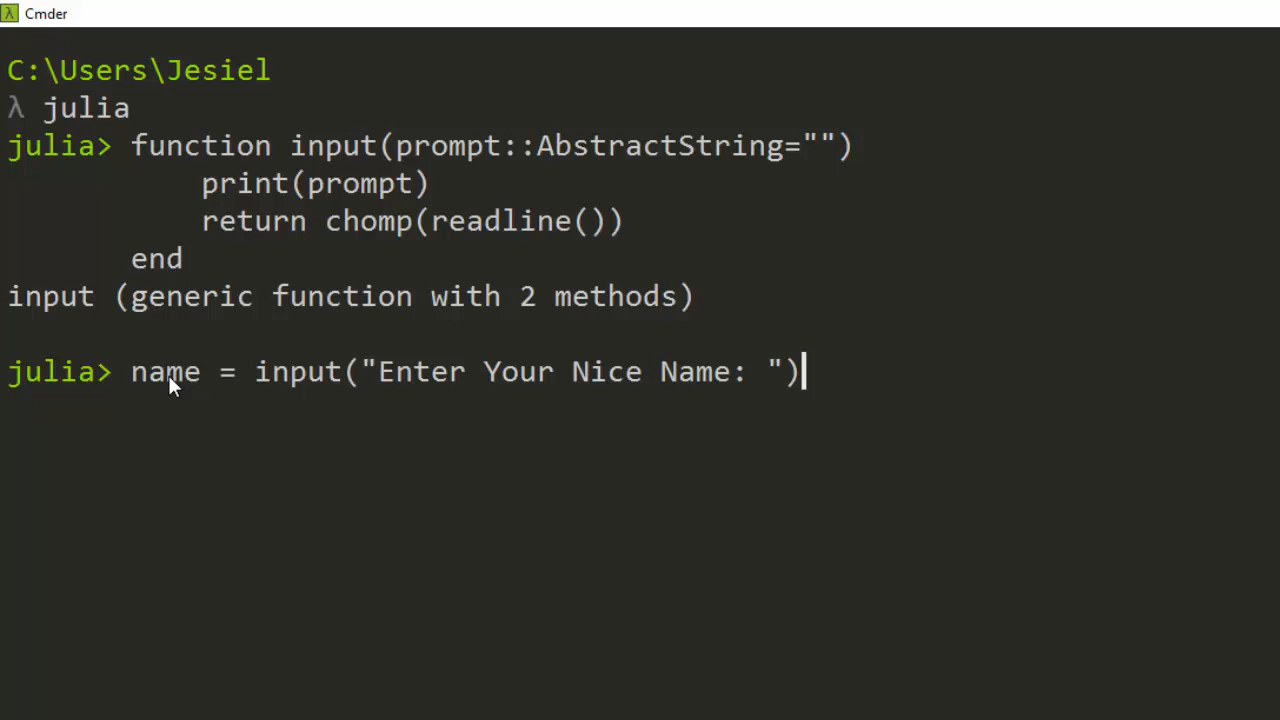 λ Cmder
C:\Users\Jesiel
λ julia
julia> function input(prompt::AbstractString="")
           print(prompt)
           return chomp(readline())
       end
input (generic function with 2 methods)
julia> name = input("Enter Your Nice Name: ")